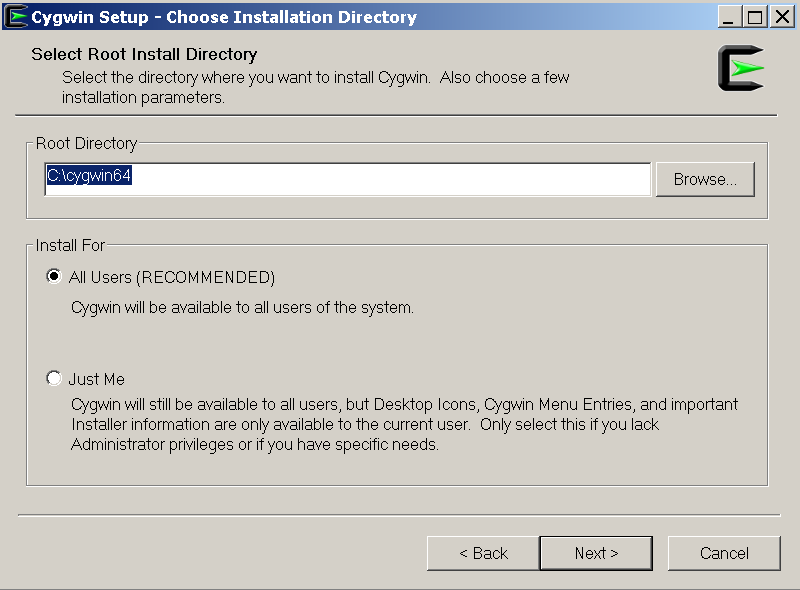 Cygwin Setup - Choose Installation Directory
Select Root Install Directory
Select the directory where you want to install Cygwin.  Also choose a few
installation parameters.
Root Directory
C:\cygwin64
Browse...
Install For
All Users (RECOMMENDED)
Cygwin will be available to all users of the system.
Just Me
Cygwin will still be available to all users, but Desktop Icons, Cygwin Menu Entries, and important
Installer information are only available to the current user.  Only select this if you lack
Administrator privileges or if you have specific needs.
< Back
Next >
Cancel